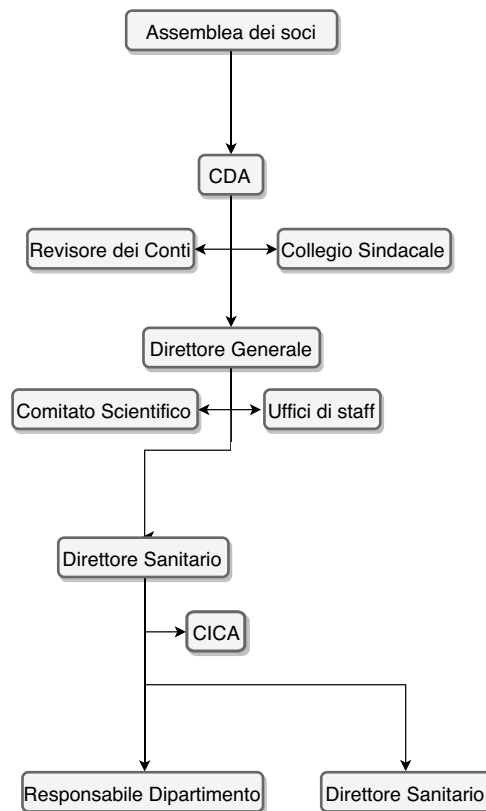 Assemblea dei soci
CDA
Revisore dei Conti
Collegio Sindacale
Direttore Generale
Comitato Scientifico
Uffici di staff
Direttore Sanitario
CICA
Responsabile Dipartimento
Direttore Sanitario